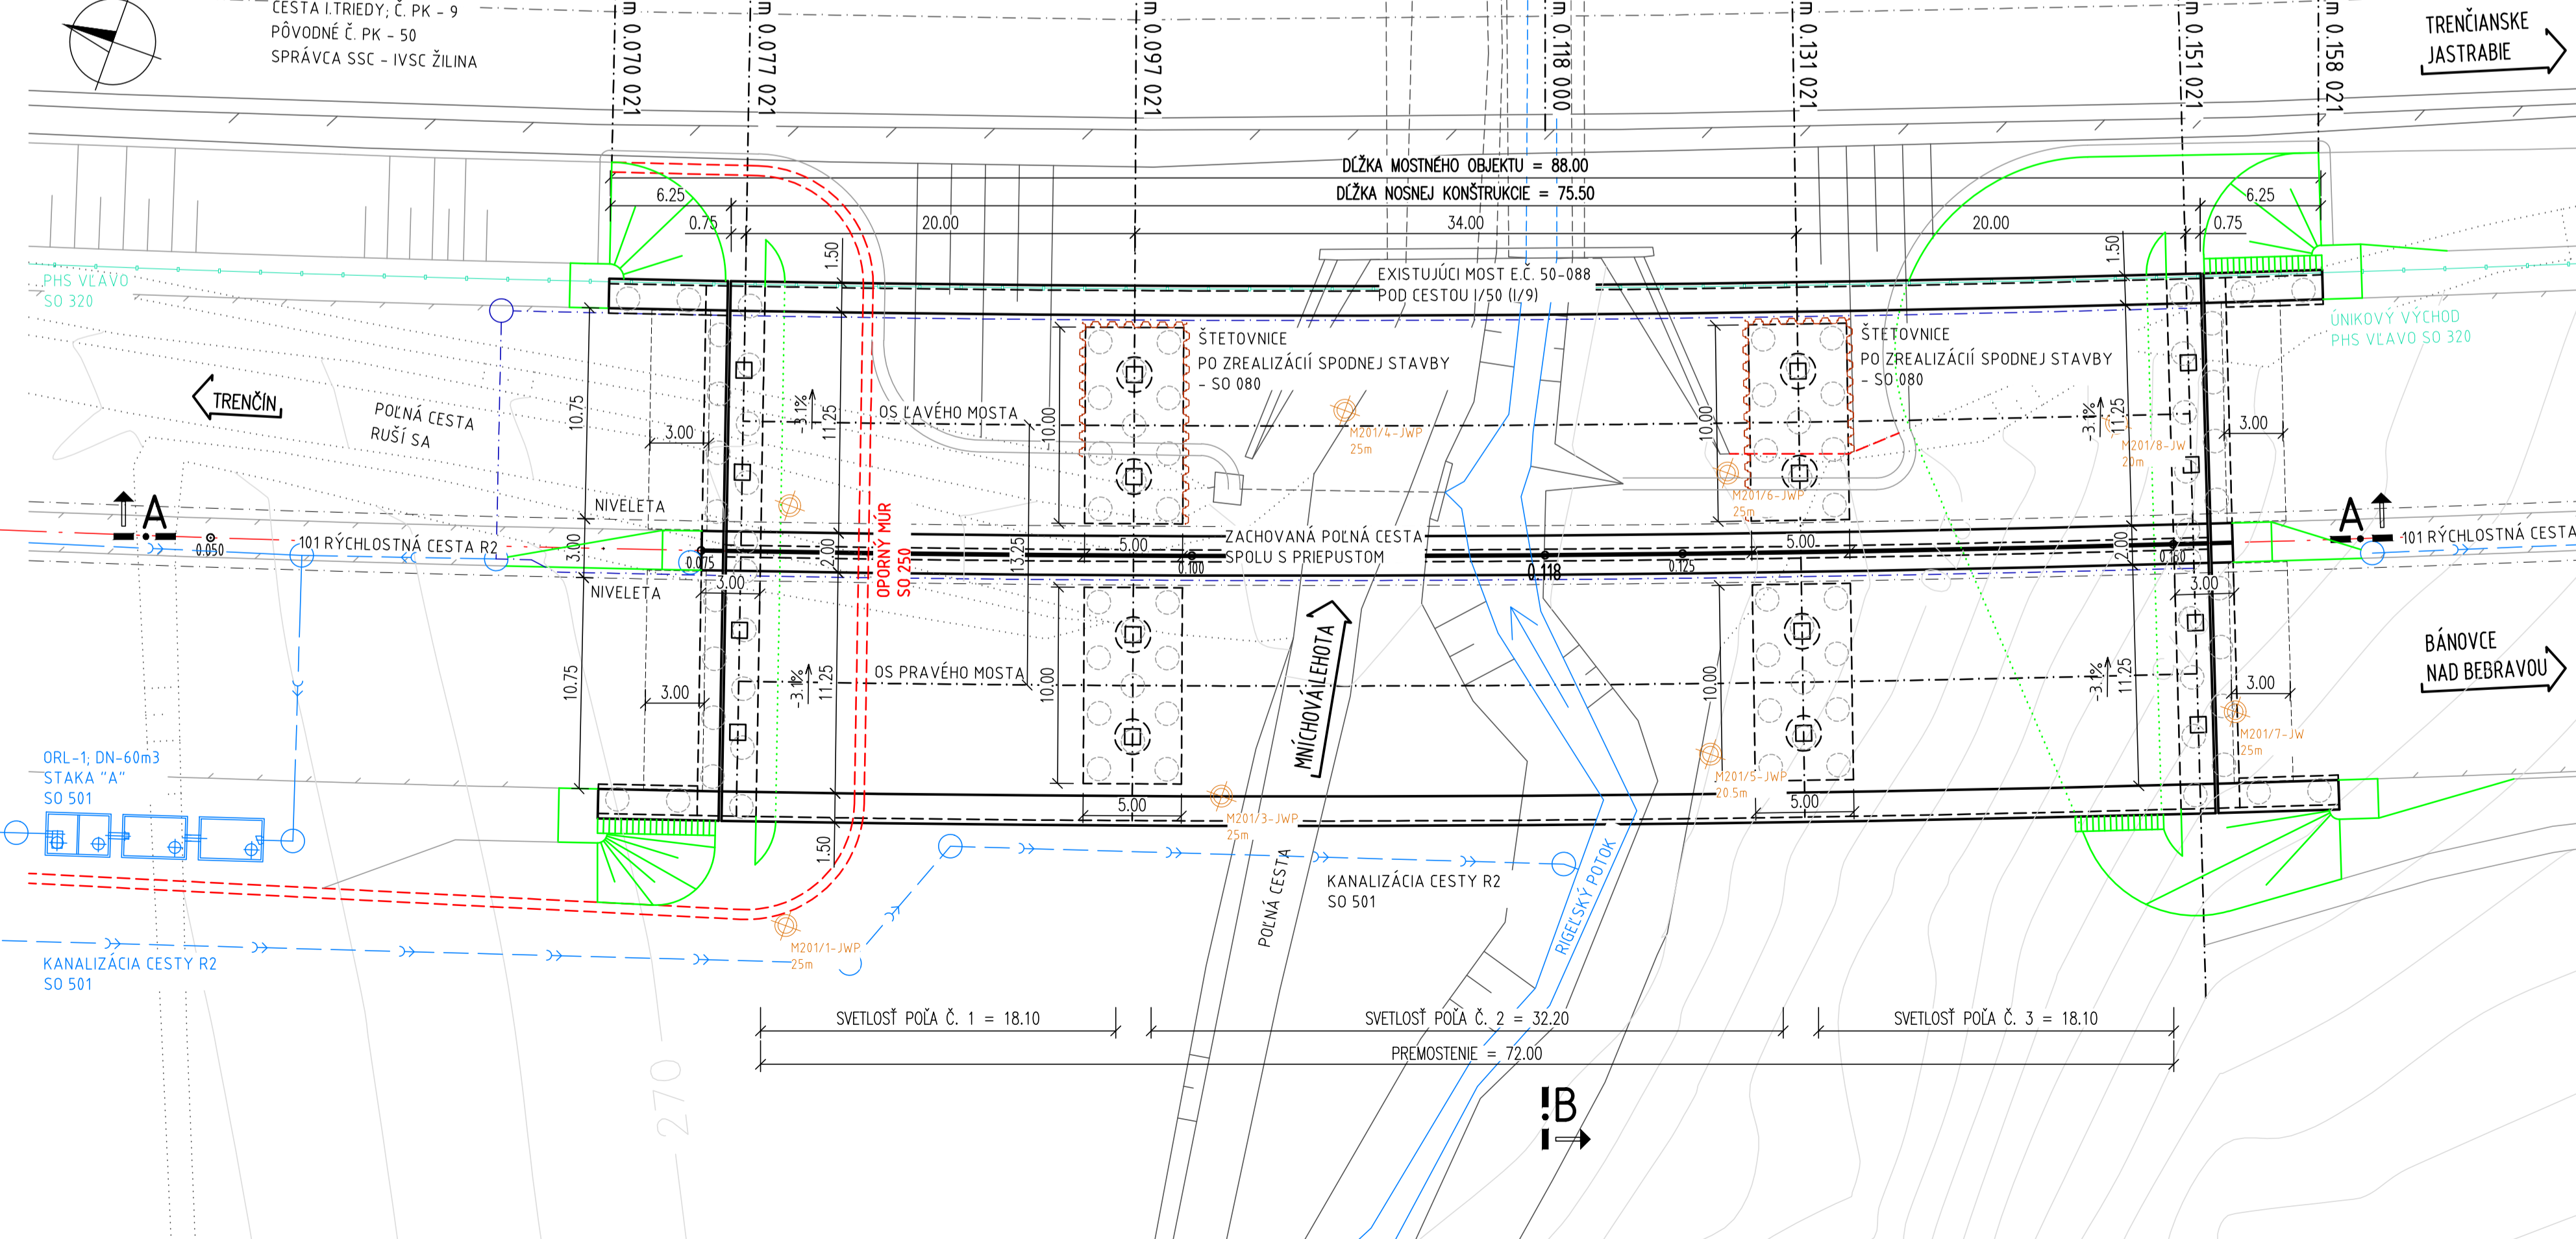 CESTA I.TRIEDY; Č. PK - 9
PÔVODNÉ Č. PK - 50
SPRÁVCA SSC - IVSC ŽILINA
m 0.070 021
m 0.077 021
m 0.097 021
m 0.118 000
m 0.131 021
m 0.151 021
m 0.158 021
TRENČIANSKE
JASTRABIE
DĹŽKA MOSTNÉHO OBJEKTU = 88.00
DĹŽKA NOSNEJ KONŠTRUKCIE = 75.50
6.25
6.25
0.75
20.00
34.00
20.00
0.75
1.50
1.50
PHS VĽAVO
SO 320
EXISTUJÚCI MOST E.Č. 50-088
POD CESTOU I/50 (I/9)
ÚNIKOVÝ VÝCHOD
PHS VĽAVO SO 320
ŠTETOVNICE
PO ZREALIZÁCIÍ SPODNEJ STAVBY
- SO 080
ŠTETOVNICE
PO ZREALIZÁCIÍ SPODNEJ STAVBY
- SO 080
TRENČÍN
POĽNÁ CESTA
RUŠÍ SA
10.75
3.00
-3.1%
11.25
OS ĽAVÉHO MOSTA
10.00
M201/4-JWP
25m
10.00
-3.1%
11.25
M201/8-JW
20m
3.00
M201/6-JWP
25m
A
NIVELETA
A
0.050
101 RÝCHLOSTNÁ CESTA R2
3.00
0.075
2.00
OPORNÝ MÚR
SO 250
13.25
5.00
0.100
ZACHOVANÁ POĽNÁ CESTA
SPOLU S PRIEPUSTOM
0.118
0.125
5.00
2.00
0.150
101 RÝCHLOSTNÁ CESTA
NIVELETA
3.00
3.00
10.75
3.00
-3.1%
11.25
OS PRAVÉHO MOSTA
10.00
MNÍCHOVÁ LEHOTA
10.00
-3.1%
11.25
3.00
BÁNOVCE
NAD BEBRAVOU
M201/7-JW
25m
ORL-1; DN-60m3
STAKA "A"
SO 501
M201/5-JWP
20.5m
5.00
5.00
M201/3-JWP
25m
1.50
POĽNÁ CESTA
KANALIZÁCIA CESTY R2
SO 501
RIGEĽSKÝ POTOK
M201/1-JWP
25m
KANALIZÁCIA CESTY R2
SO 501
SVETLOSŤ POĽA Č. 1 = 18.10
SVETLOSŤ POĽA Č. 2 = 32.20
SVETLOSŤ POĽA Č. 3 = 18.10
PREMOSTENIE = 72.00
270
B